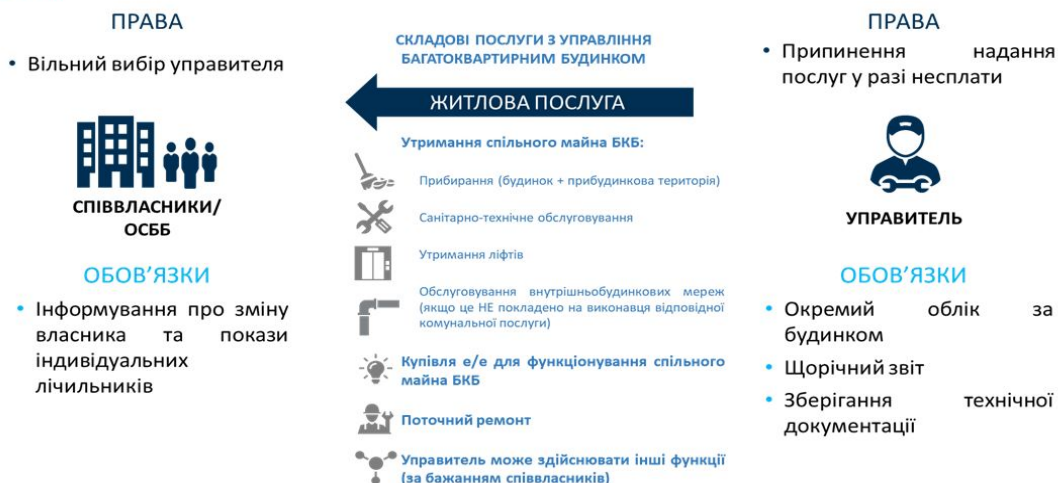 ПРАВА
• Вільний вибір управителя
СПІВВЛАСНИКИ/
ОСББ
ОБОВ’ЯЗКИ
• Інформування про зміну
власника та покази
індивідуальних
лічильників
СКЛАДОВІ ПОСЛУГИ З УПРАВЛІННЯ
БАГАТОКВАРТИРНИМ БУДИНКОМ
ЖИТЛОВА ПОСЛУГА
Утримання спільного майна БКБ:
Прибирання (будинок + прибудинкова територія)
Санітарно-технічне обслуговування
Утримання ліфтів
Обслуговування внутрішньобудинкових мереж
(якщо це НЕ покладено на виконавця відповідної
комунальної послуги)
Купівля е/е для функціонування спільного
майна БКБ
Поточний ремонт
Управитель може здійснювати інші функції
(за бажанням співвласників)
ПРАВА
• Припинення надання
послуг у разі несплати
УПРАВИТЕЛЬ
ОБОВ’ЯЗКИ
• Окремий облік за
будинком
• Щорічний звіт
• Зберігання технічної
документації